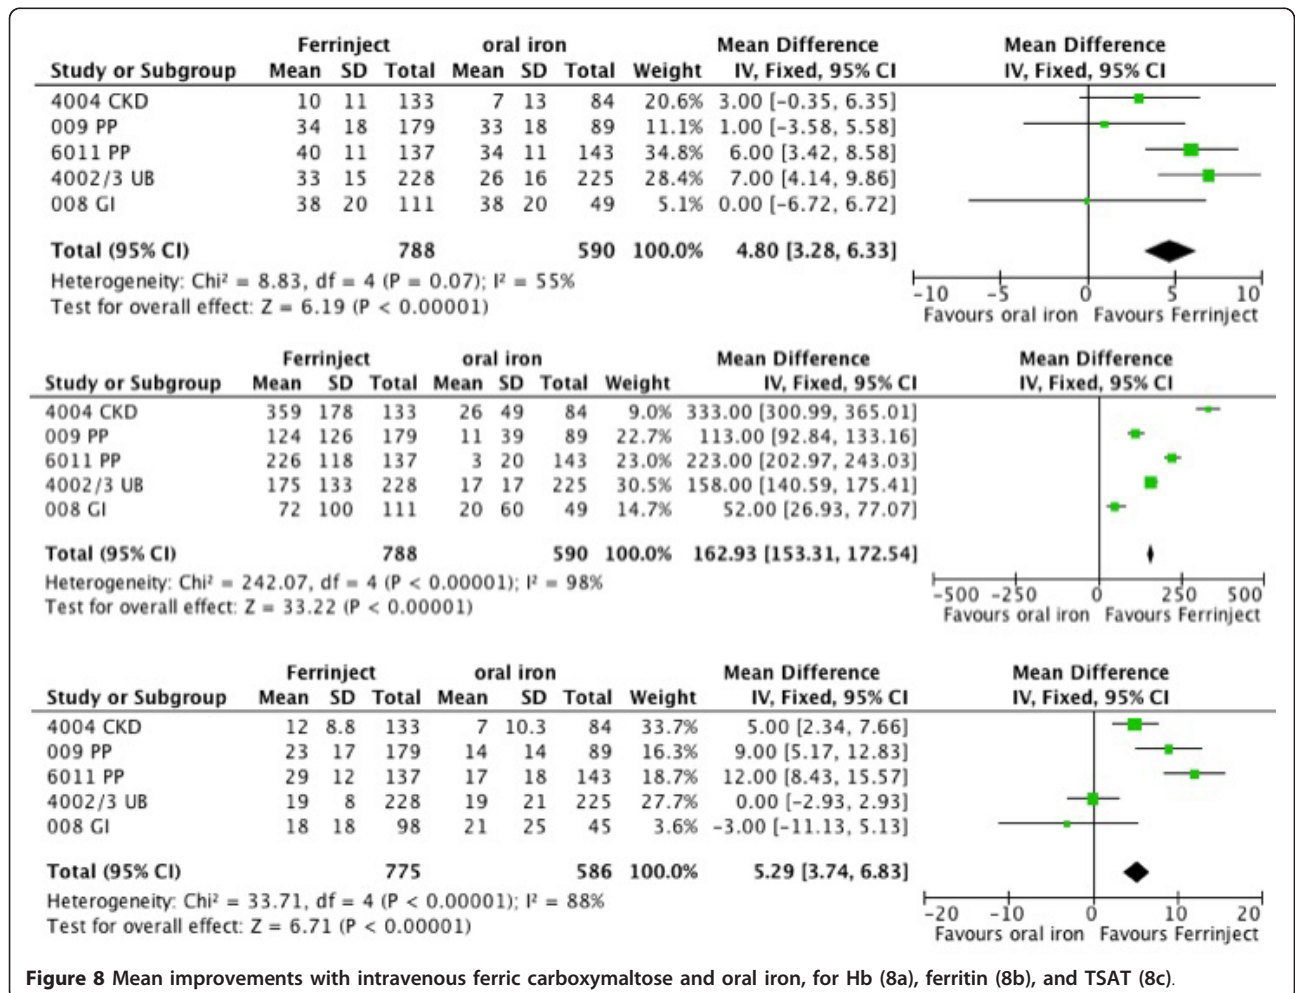 Ferrinject oral iron Mean Difference Mean Difference
Study or Subgroup Mean SD Total Mean SD Total Weight IV, Fixed, 95% CI IV, Fixed, 95% CI
4004 CKD 10 11 133 7 13 84 20.6% 3.00 [-0.35, 6.35]
009 PP 34 18 179 33 18 89 11.1% 1.00 [-3.58, 5.58]
6011 PP 40 11 137 34 11 143 34.8% 6.00 [3.42, 8.58]
4002/3 UB 33 15 228 26 16 225 28.4% 7.00 [4.14, 9.86]
008 GI 38 20 111 38 20 49 5.1% 0.00 [-6.72, 6.72]
Total (95% CI) 788 590 100.0% 4.80 [3.28, 6.33]
Heterogeneity: Chi² = 8.83, df = 4 (P = 0.07); I² = 55%
Test for overall effect: Z = 6.19 (P < 0.00001)
-10 -5 0 5 10
Favours oral iron Favours Ferrinject
Ferrinject oral iron Mean Difference Mean Difference
Study or Subgroup Mean SD Total Mean SD Total Weight IV, Fixed, 95% CI IV, Fixed, 95% CI
4004 CKD 359 178 133 26 49 84 9.0% 333.00 [300.99, 365.01]
009 PP 124 126 179 11 39 89 22.7% 113.00 [92.84, 133.16]
6011 PP 226 118 137 3 20 143 23.0% 223.00 [202.97, 243.03]
4002/3 UB 175 133 228 17 17 225 30.5% 158.00 [140.59, 175.41]
008 GI 72 100 111 20 60 49 14.7% 52.00 [26.93, 77.07]
Total (95% CI) 788 590 100.0% 162.93 [153.31, 172.54]
Heterogeneity: Chi² = 242.07, df = 4 (P < 0.00001); I² = 98%
Test for overall effect: Z = 33.22 (P < 0.00001)
-500 -250 0 250 500
Favours oral iron Favours Ferrinject
Ferrinject oral iron Mean Difference Mean Difference
Study or Subgroup Mean SD Total Mean SD Total Weight IV, Fixed, 95% CI IV, Fixed, 95% CI
4004 CKD 12 8.8 133 7 10.3 84 33.7% 5.00 [2.34, 7.66]
009 PP 23 17 179 14 14 89 16.3% 9.00 [5.17, 12.83]
6011 PP 29 12 137 17 18 143 18.7% 12.00 [8.43, 15.57]
4002/3 UB 19 8 228 19 21 225 27.7% 0.00 [-2.93, 2.93]
008 GI 18 18 98 21 25 45 3.6% -3.00 [-11.13, 5.13]
Total (95% CI) 775 586 100.0% 5.29 [3.74, 6.83]
Heterogeneity: Chi² = 33.71, df = 4 (P < 0.00001); I² = 88%
Test for overall effect: Z = 6.71 (P < 0.00001)
-20 -10 0 10 20
Favours oral iron Favours Ferrinject
Figure 8 Mean improvements with intravenous ferric carboxymaltose and oral iron, for Hb (8a), ferritin (8b), and TSAT (8c).